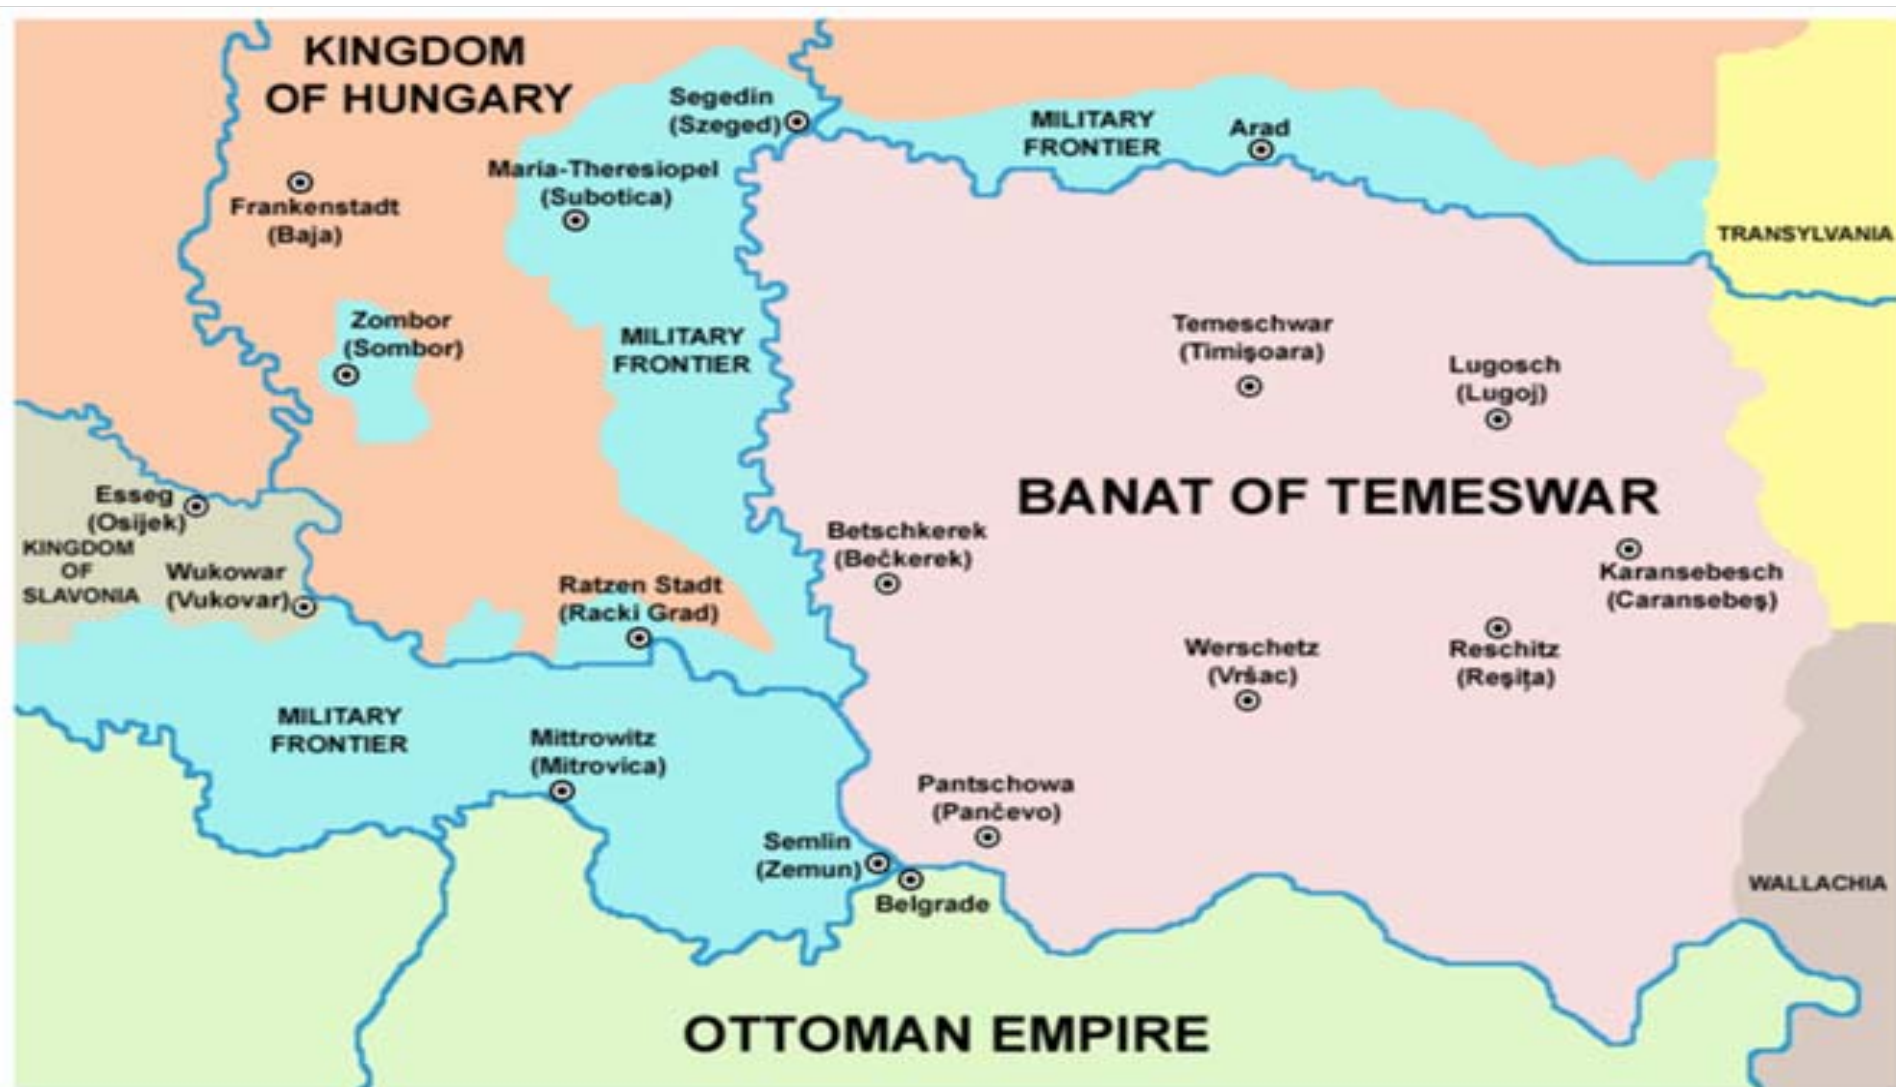 KINGDOM
OF HUNGARY
Segedin
(Szeged)
MILITARY
FRONTIER
Arad
Maria-Theresiopel
(Subotica)
Frankenstadt
(Baja)
TRANSYLVANIA
Zombor
(Sombor)
MILITARY
FRONTIER
Temeschwar
(Timişoara)
Lugosch
(Lugoj)
BANAT OF TEMESWAR
Esseg
(Osijek)
KINGDOM
OF
SLAVONIA
Wukowar
(Vukovar)
Betschkerek
(Bečkerek)
Karansebesch
(Caransebeş)
Ratzen Stadt
(Racki Grad)
Werschetz
(Vršac)
Reschitz
(Reşiţa)
MILITARY
FRONTIER
Mittrowitz
(Mitrovica)
Pantschowa
(Pančevo)
Semlin
(Zemun)
Belgrade
WALLACHIA
OTTOMAN EMPIRE